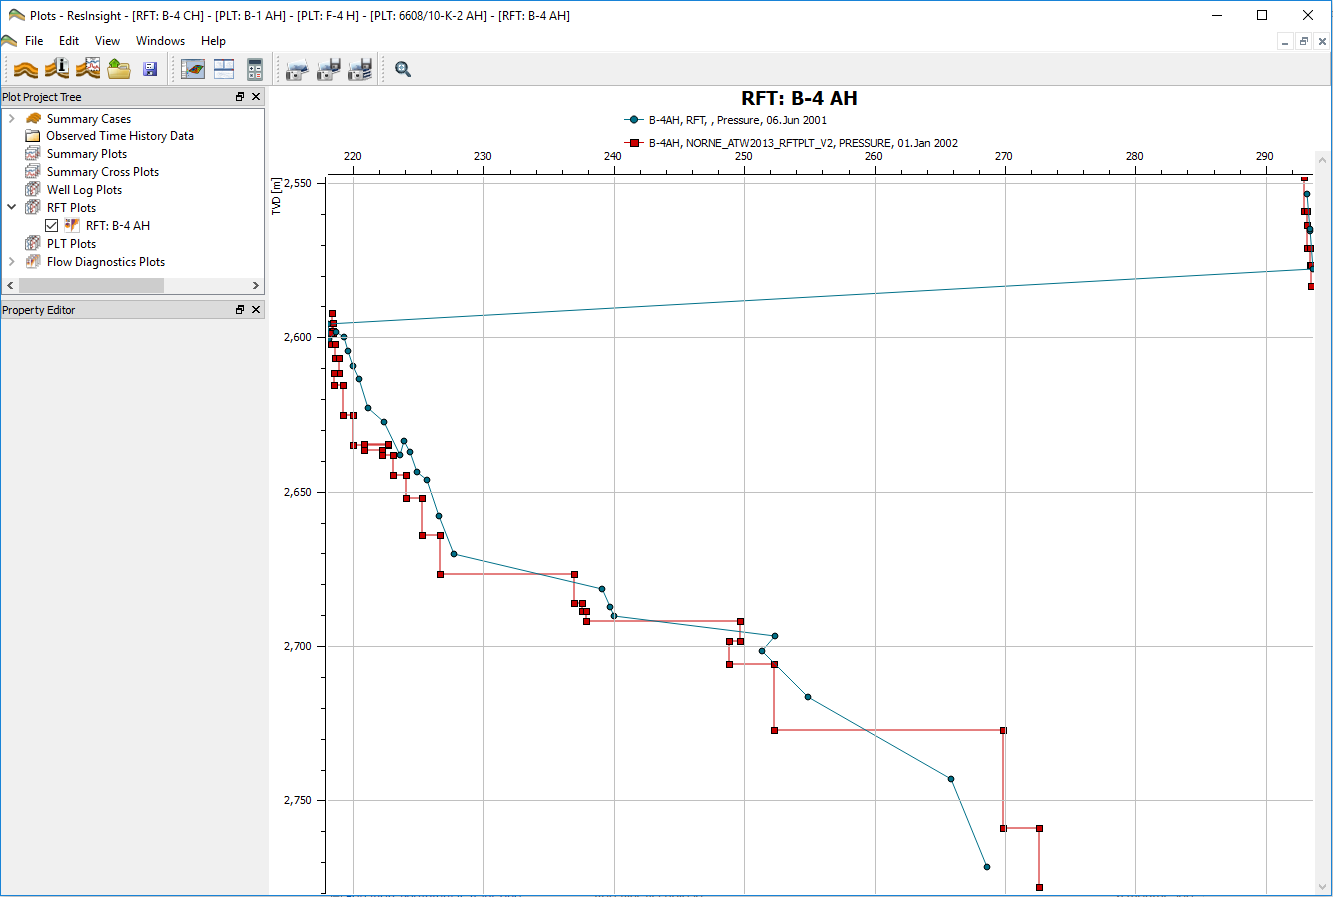 Plots - ResInsight - [RFT: B-4 CH] - [PLT: B-1 AH] - [PLT: F-4 H] - [PLT: 6608/10-K-2 AH] - [RFT: B-4 AH]
File Edit View Windows Help
Plot Project Tree
Summary Cases
Observed Time History Data
Summary Plots
Summary Cross Plots
Well Log Plots
RFT Plots
RFT: B-4 AH
PLT Plots
Flow Diagnostics Plots
Property Editor
RFT: B-4 AH
B-4AH, RFT, , Pressure, 06.Jun 2001
B-4AH, NORNE_ATW2013_RFTPLT_V2, PRESSURE, 01.Jan 2002
220 230 240 250 260 270 280 290
TVD [m]
2,550
2,600
2,650
2,700
2,750